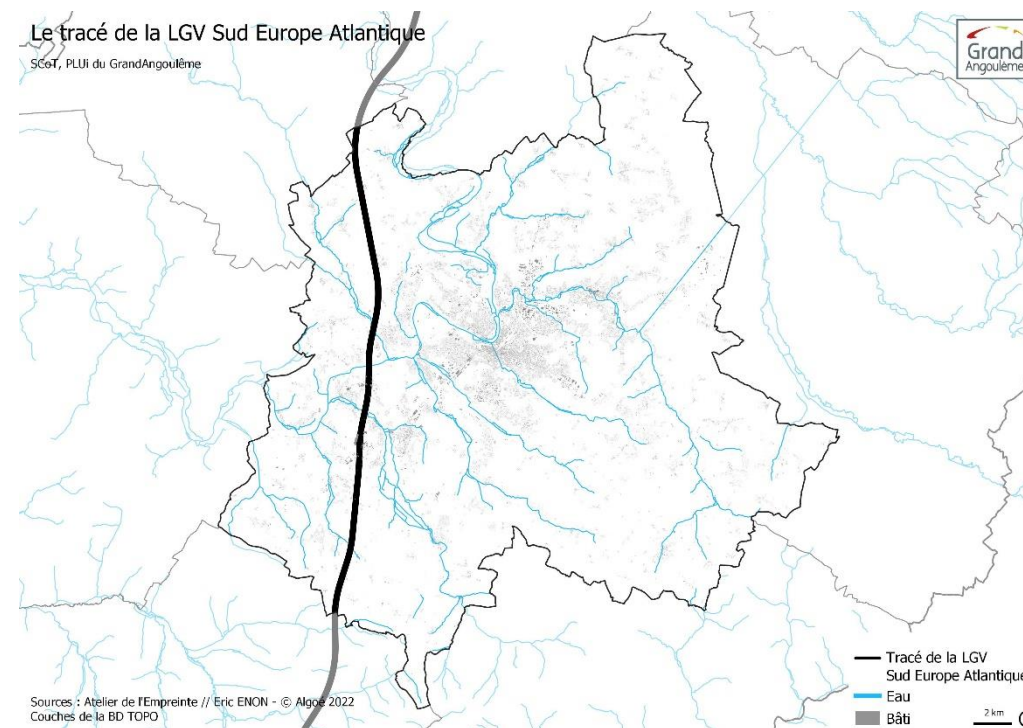 Le tracé de la LGV Sud Europe Atlantique
SCoT, PLUi du GrandAngoulême
Grand
Angoulême
Tracé de la LGV
Sud Europe Atlantique
Eau
Bâti
2 km
Sources : Atelier de l'Empreinte // Eric ENON - © Algoé 2022
Couches de la BD TOPO